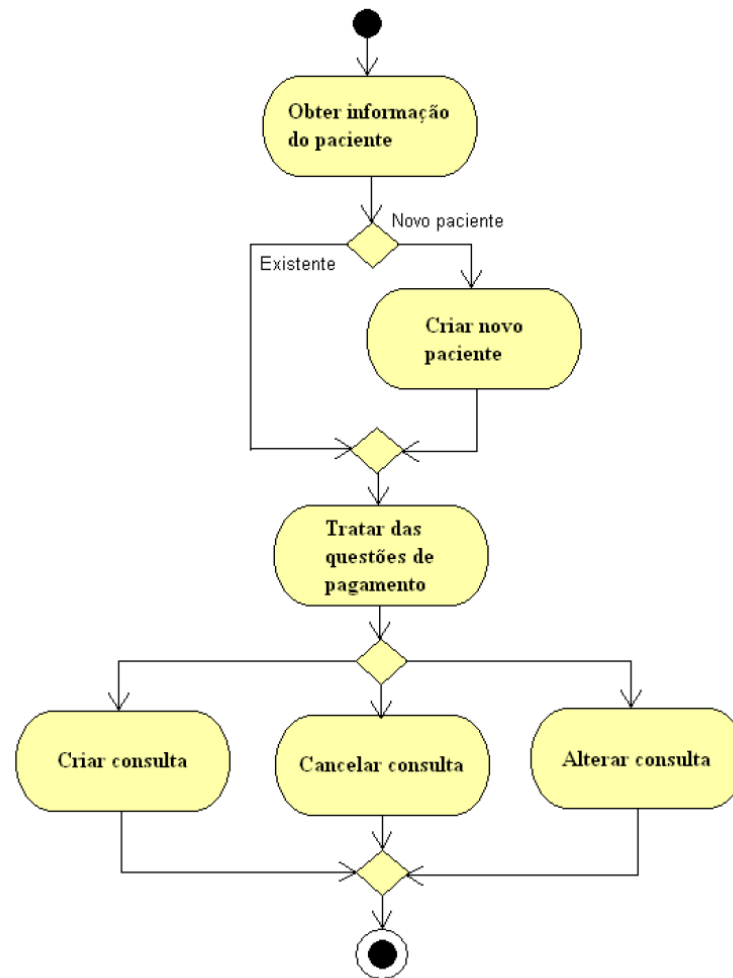 Obter informação
do paciente
Novo paciente
Existente
Criar novo
paciente
Tratar das
questões de
pagamento
Criar consulta
Cancelar consulta
Alterar consulta